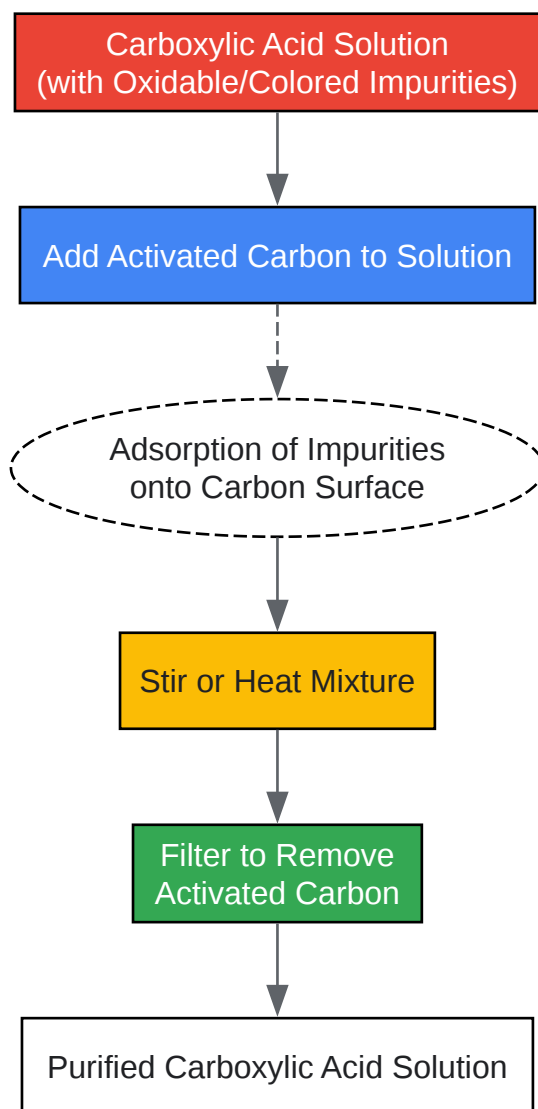 Carboxylic Acid Solution
(with Oxidable/Colored Impurities)
Add Activated Carbon to Solution
Adsorption of Impurities
onto Carbon Surface
Stir or Heat Mixture
Filter to Remove
Activated Carbon
Purified Carboxylic Acid Solution